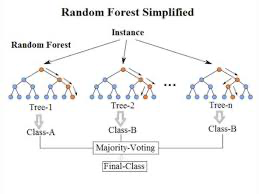 Random Forest Simplified
Instance
Random Forest
...
Tree-1 Tree-2 Tree-n
Class-A Class-B Class-B
Majority-Voting
Final-Class